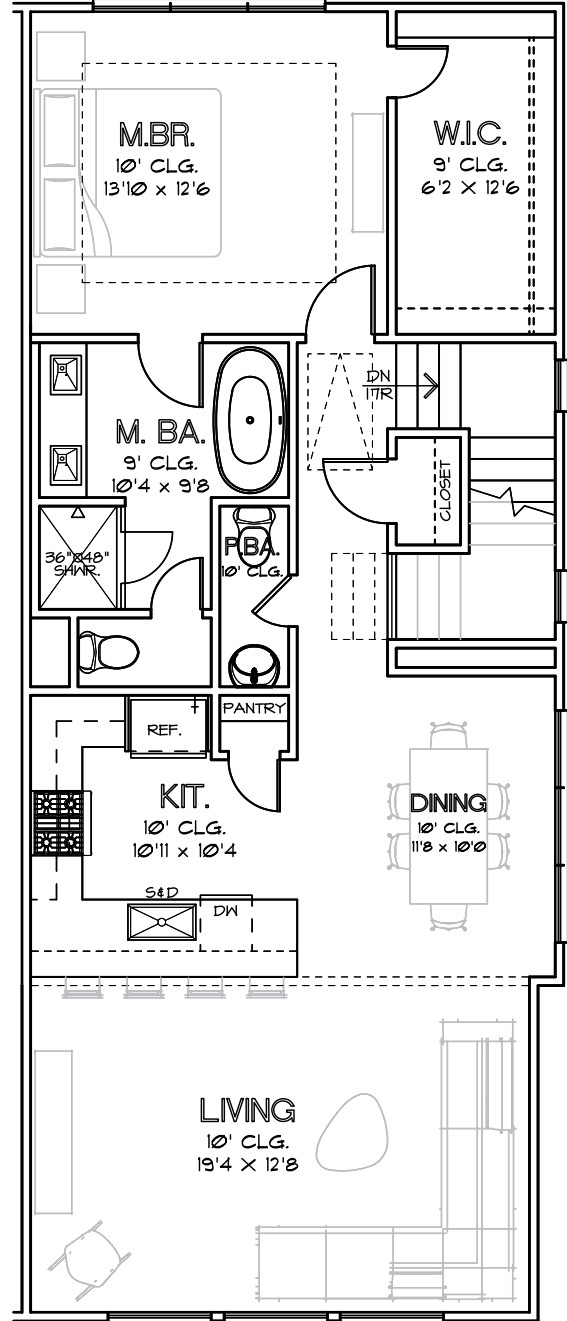 M.BR.
10' CLG.
13'10 x 12'6
W.I.C.
9' CLG.
6'2 x 12'6
DN
17R
M. BA.
9' CLG.
10'4 x 9'8
CLOSET
36"x48"
SHWR.
P.BA.
10' CLG.
PANTRY
REF.
KIT.
10' CLG.
10'11 x 10'4
DINING
10' CLG.
11'8 x 10'0
S&D
DW
LIVING
10' CLG.
19'4 x 12'8